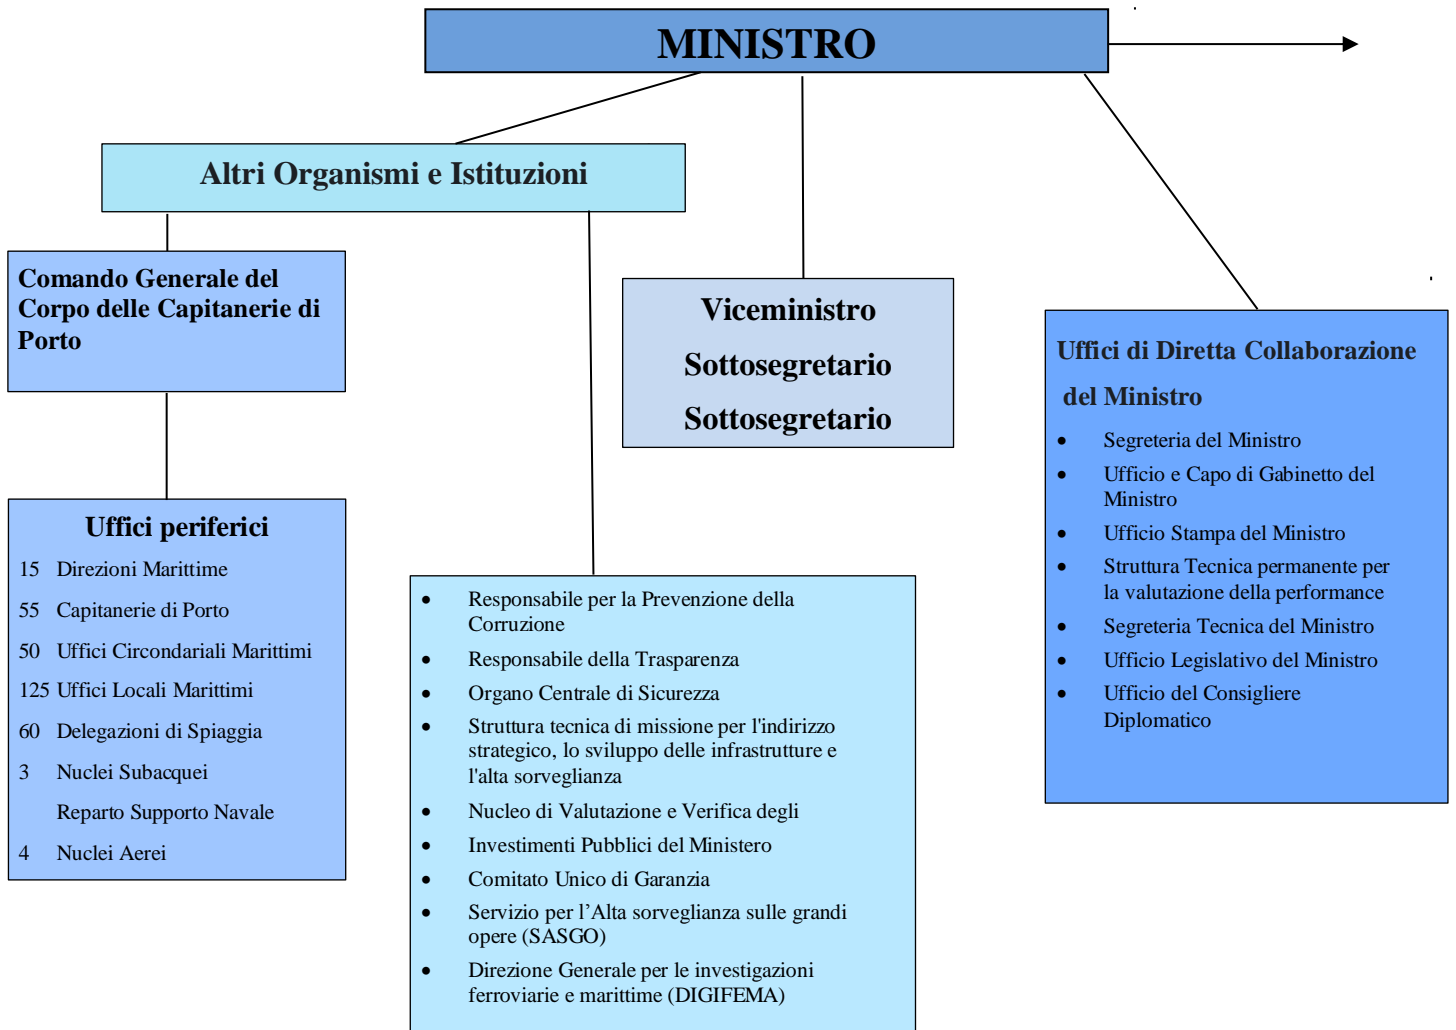 MINISTRO
Altri Organismi e Istituzioni
Comando Generale del
Corpo delle Capitanerie di
Porto
Uffici periferici
15 Direzioni Marittime
55 Capitanerie di Porto
50 Uffici Circondariali Marittimi
125 Uffici Locali Marittimi
60 Delegazioni di Spiaggia
3 Nuclei Subacquei
Reparto Supporto Navale
4 Nuclei Aerei
• Responsabile per la Prevenzione della
Corruzione
• Responsabile della Trasparenza
• Organo Centrale di Sicurezza
• Struttura tecnica di missione per l'indirizzo
strategico, lo sviluppo delle infrastrutture e
l'alta sorveglianza
• Nucleo di Valutazione e Verifica degli
• Investimenti Pubblici del Ministero
• Comitato Unico di Garanzia
• Servizio per l’Alta sorveglianza sulle grandi
opere (SASGO)
• Direzione Generale per le investigazioni
ferroviarie e marittime (DIGIFEMA)
Viceministro
Sottosegretario
Sottosegretario
Uffici di Diretta Collaborazione
del Ministro
• Segreteria del Ministro
• Ufficio e Capo di Gabinetto del
Ministro
• Ufficio Stampa del Ministro
• Struttura Tecnica permanente per
la valutazione della performance
• Segreteria Tecnica del Ministro
• Ufficio Legislativo del Ministro
• Ufficio del Consigliere
Diplomatico